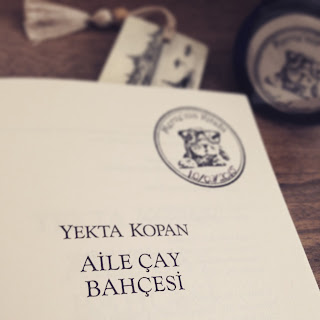 YEKTA KOPAN
AİLE ÇAY
BAHÇESİ